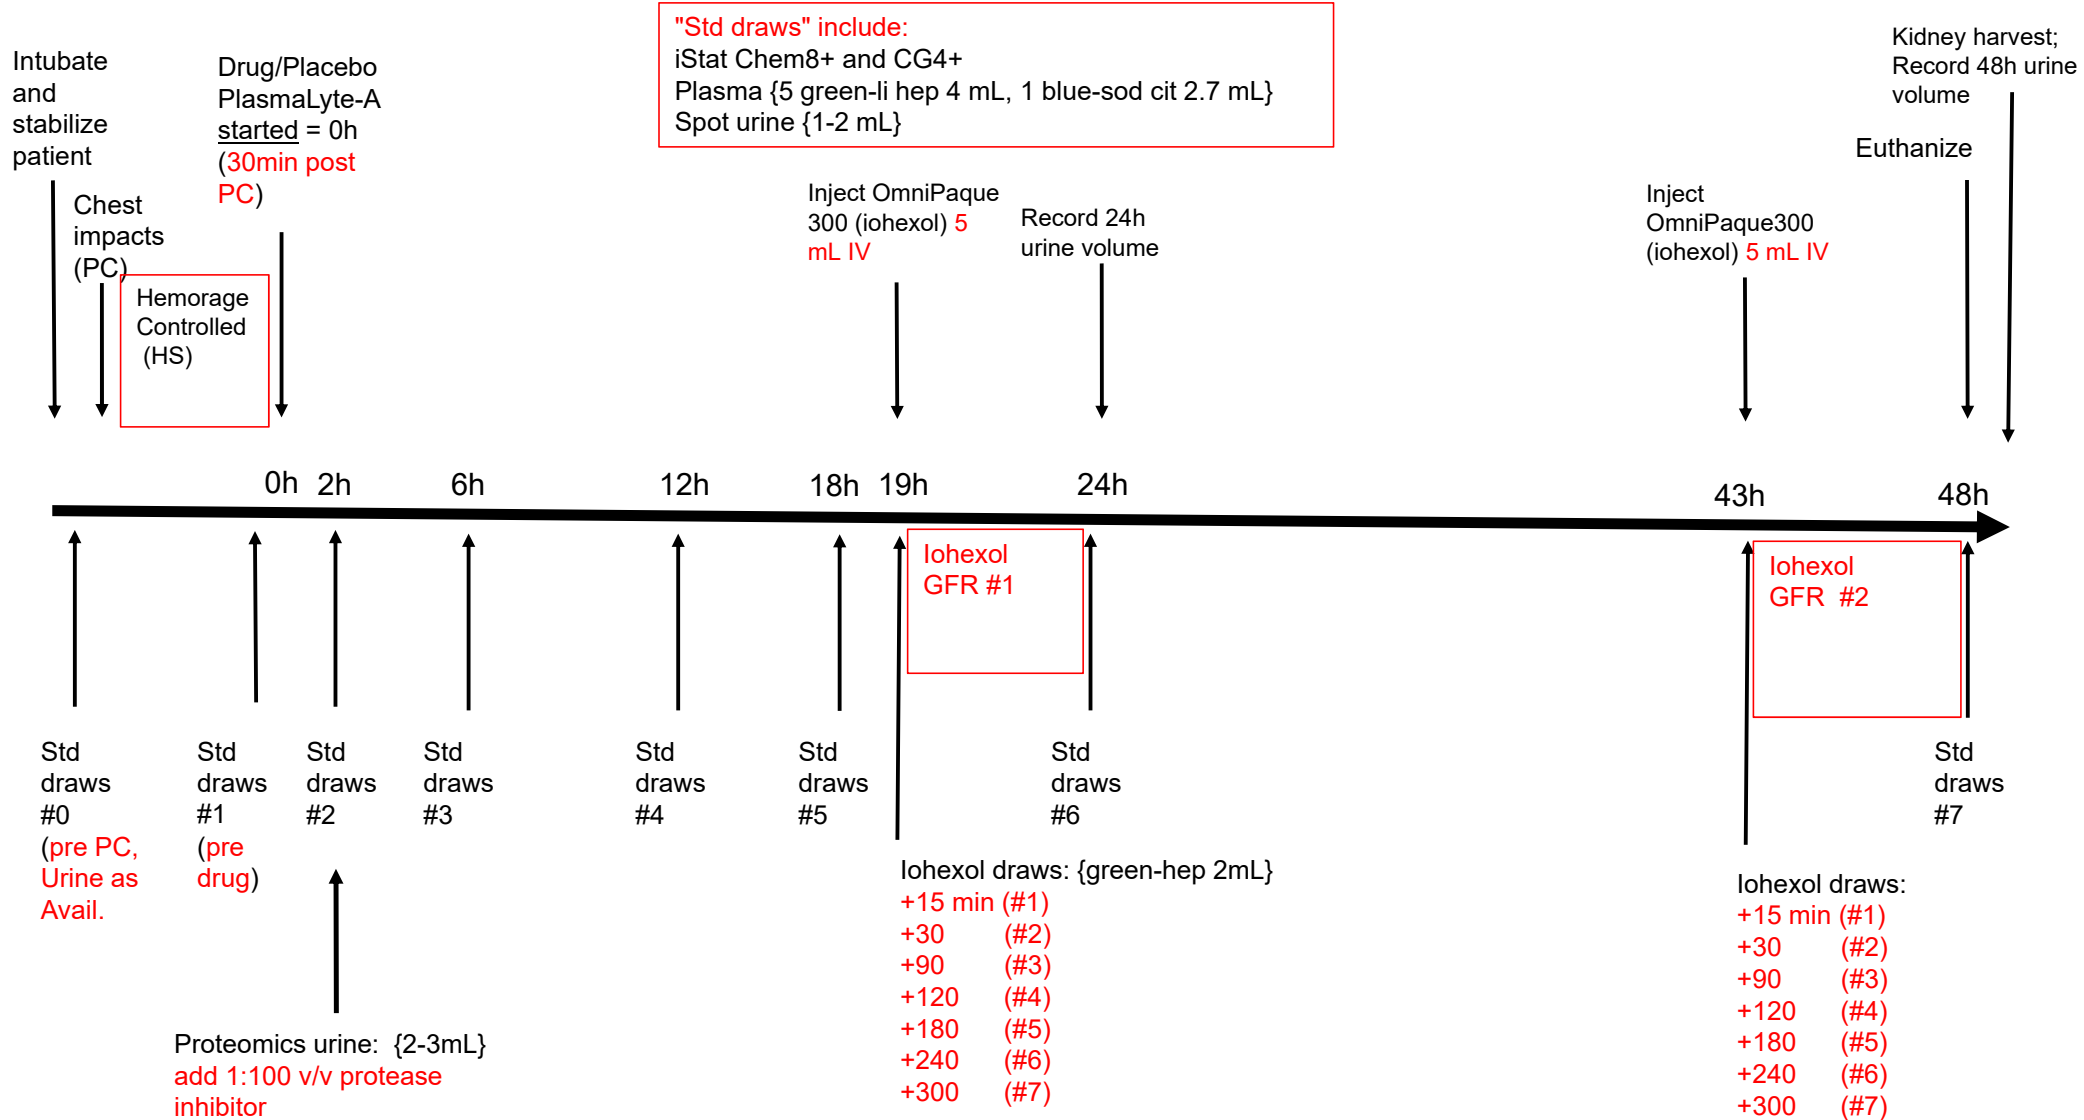 "Std draws" include:
iStat Chem8+ and CG4+
Plasma {5 green-li hep 4 mL, 1 blue-sod cit 2.7 mL}
Spot urine {1-2 mL}
Intubate
and
stabilize
patient
Chest
impacts
(PC)
Hemorage
Controlled
(HS)
Drug/Placebo
PlasmaLyte-A
started = 0h
(30min post
PC)
Inject OmniPaque
300 (iohexol) 5
mL IV
Record 24h
urine volume
Inject
OmniPaque300
(iohexol) 5 mL IV
Euthanize
Kidney harvest;
Record 48h urine
volume
0h 2h 6h 12h 18h 19h 24h 43h 48h
Iohexol
GFR #1
Iohexol
GFR #2
Std
draws
#0
(pre PC,
Urine as
Avail.
Std
draws
#1
(pre
drug)
Std
draws
#2
Std
draws
#3
Std
draws
#4
Std
draws
#5
Std
draws
#6
Std
draws
#7
Proteomics urine: {2-3mL}
add 1:100 v/v protease
inhibitor
Iohexol draws: {green-hep 2mL}
+15 min (#1)
+30 (#2)
+90 (#3)
+120 (#4)
+180 (#5)
+240 (#6)
+300 (#7)
Iohexol draws:
+15 min (#1)
+30 (#2)
+90 (#3)
+120 (#4)
+180 (#5)
+240 (#6)
+300 (#7)